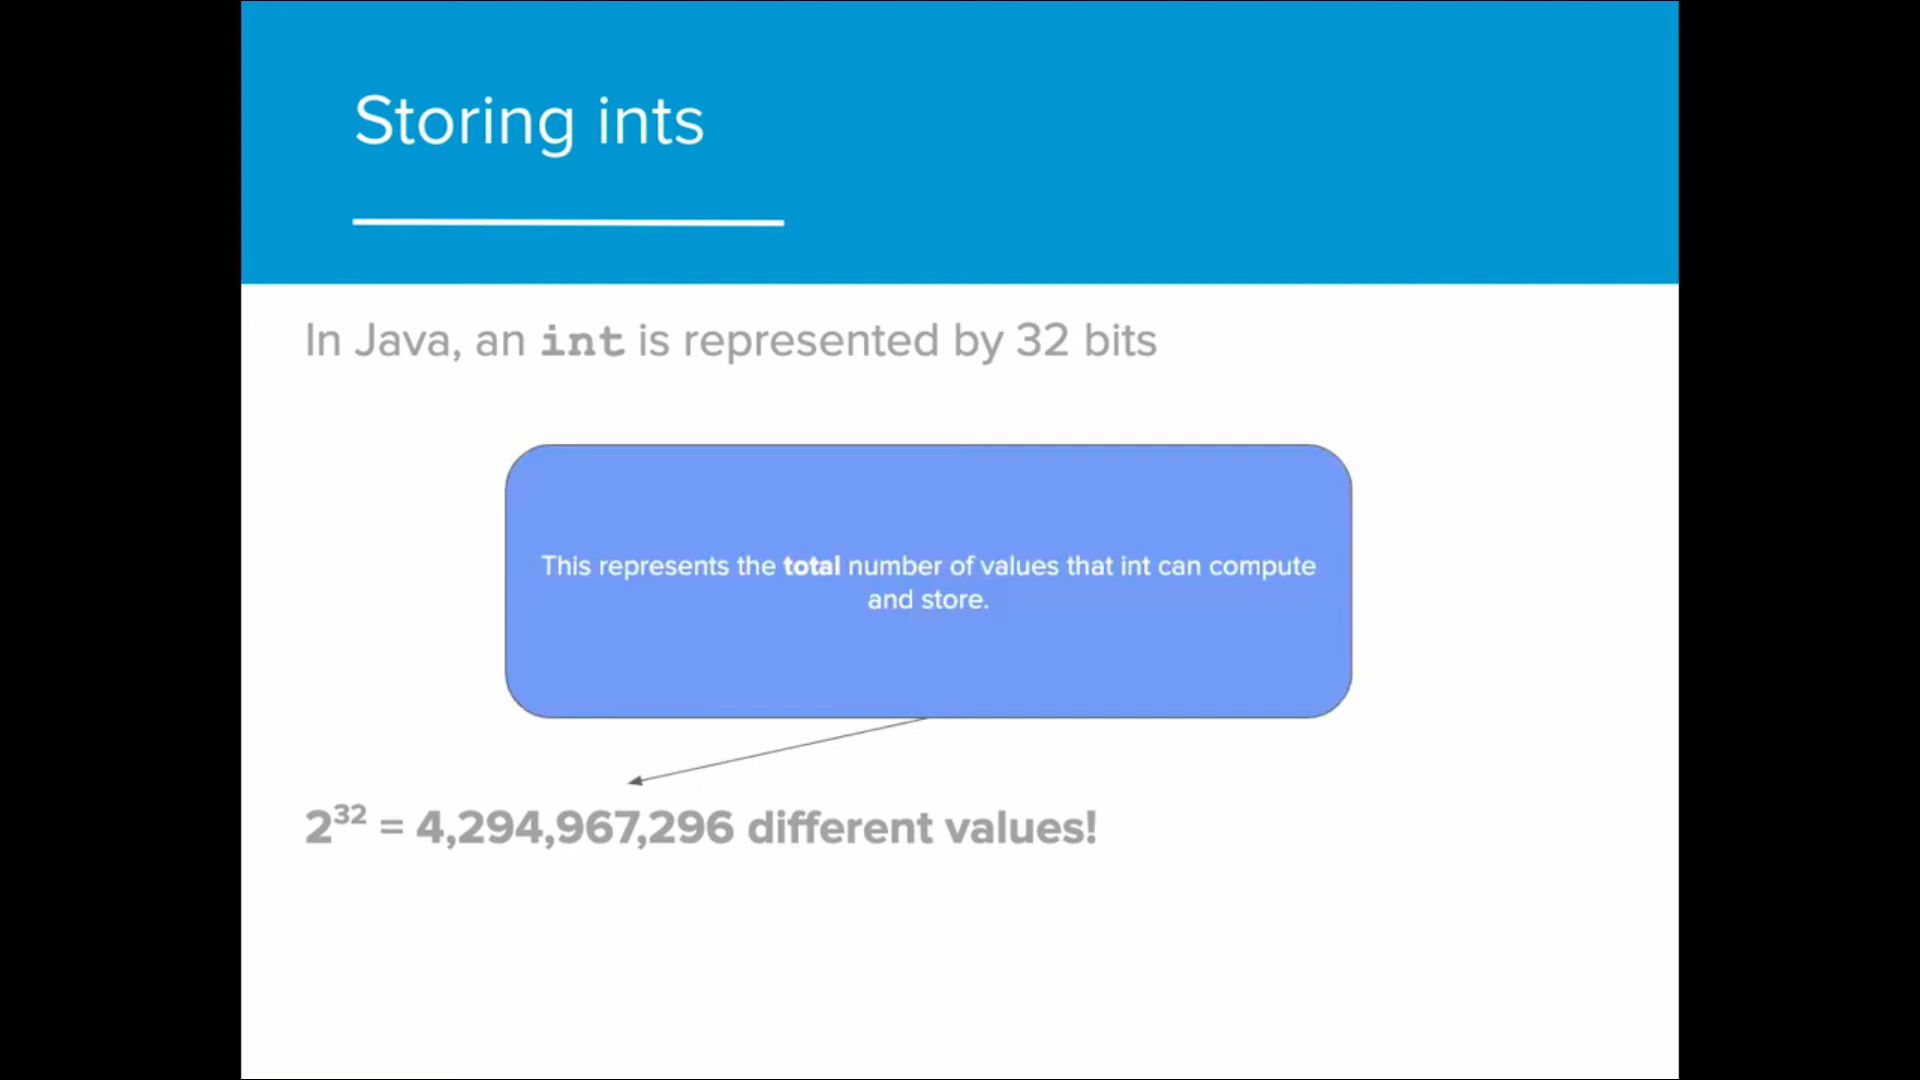 Storing ints
In Java, an int is represented by 32 bits
This represents the total number of values that int can compute
and store.
2³² = 4,294,967,296 different values!